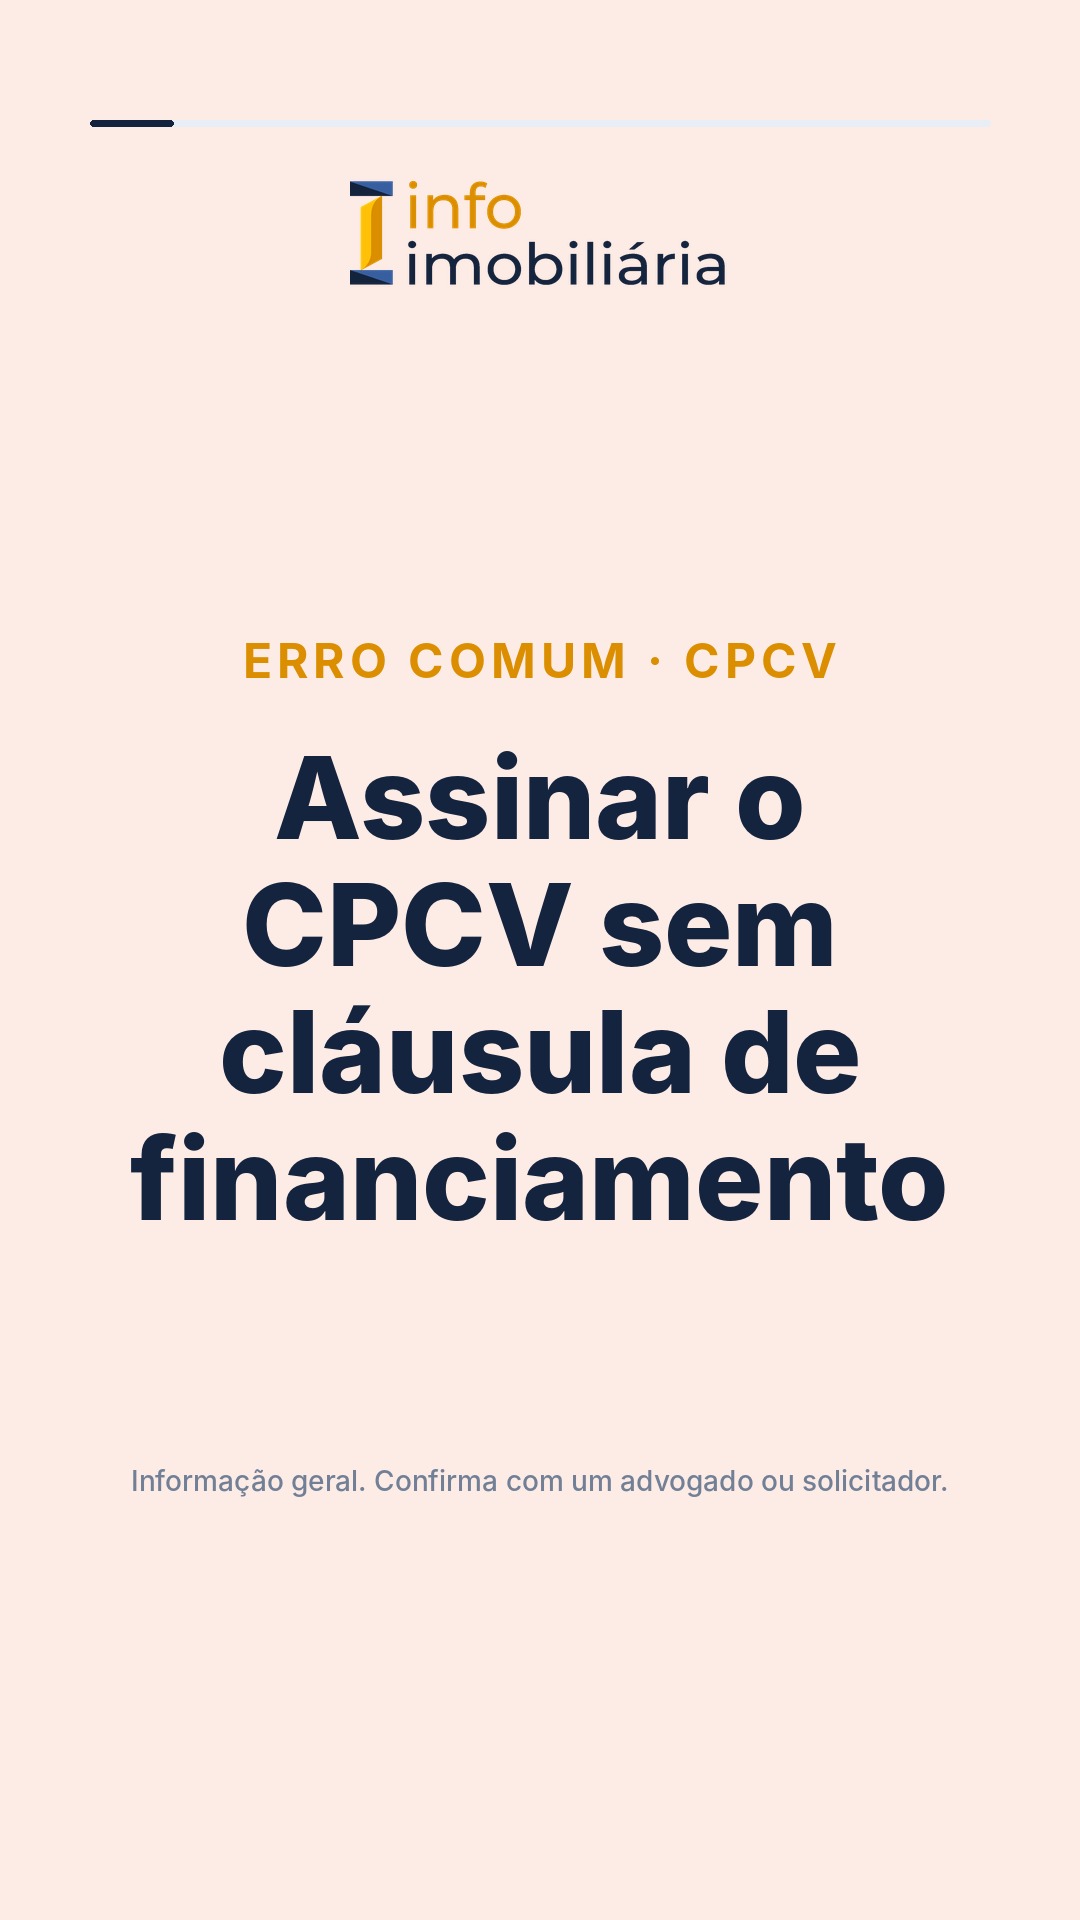 info
imobiliária
ERRO COMUM · CPCV
Assinar o
CPCV sem
cláusula de
financiamento
Informação geral. Confirma com um advogado ou solicitador.